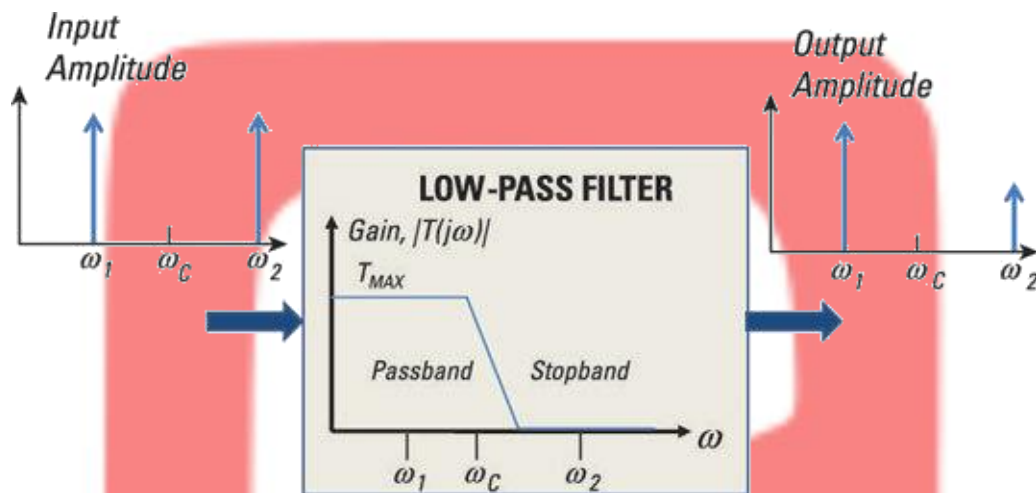 Input
Amplitude
ω1 ωC ω2
LOW-PASS FILTER
Gain, |T(jω)|
TMAX
Passband Stopband
ω
ω1 ωC ω2
Output
Amplitude
ω1 ωC ω2